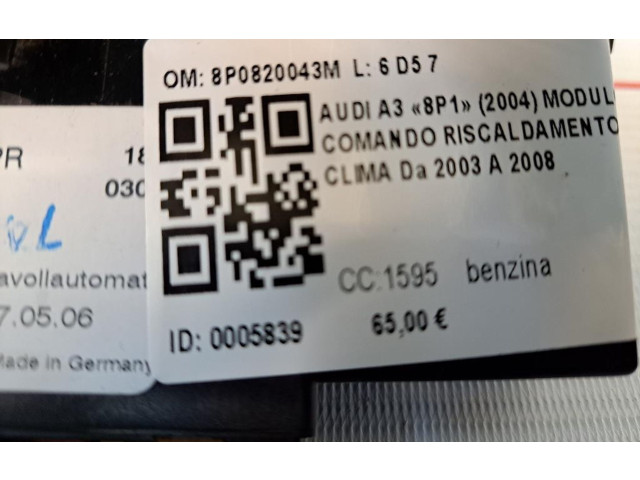 OM: 8P0820043M L: 6 D5 7
AUDI A3 «8P1» (2004) MODUL
COMANDO RISCALDAMENTO
CLIMA Da 2003 A 2008
CC:1595 benzina
ID: 0005839 65,00 €
PR 18
030
L
avollautomat
7.05.06
Made in Germany